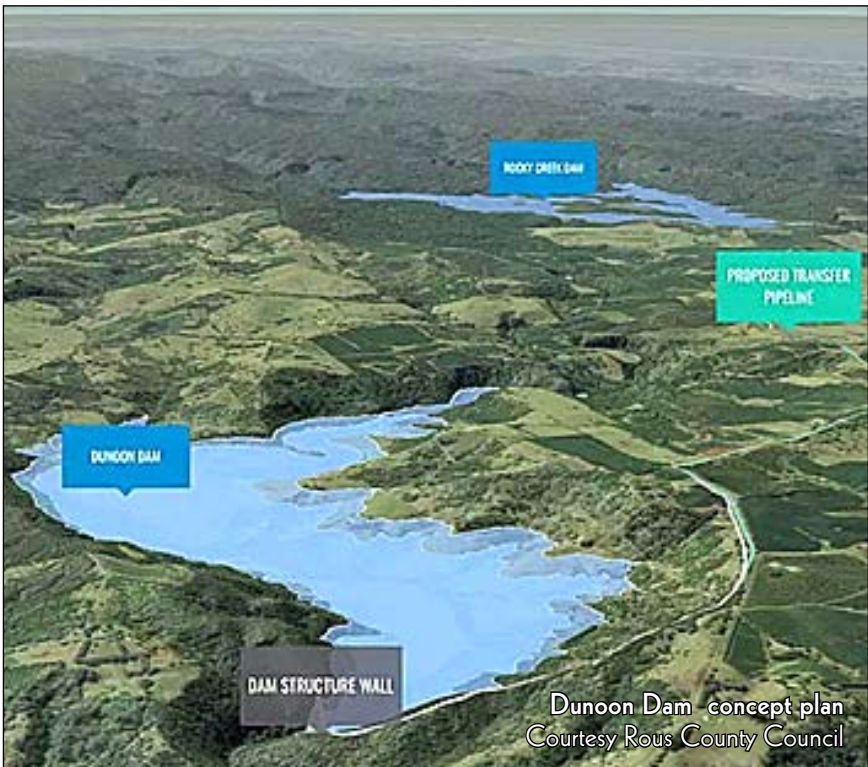 ROCKY CREEK DAM
PROPOSED TRANSFER
PIPELINE
DUNOON DAM
DAM STRUCTURE WALL
Dunoon Dam concept plan
Courtesy Rous County Council